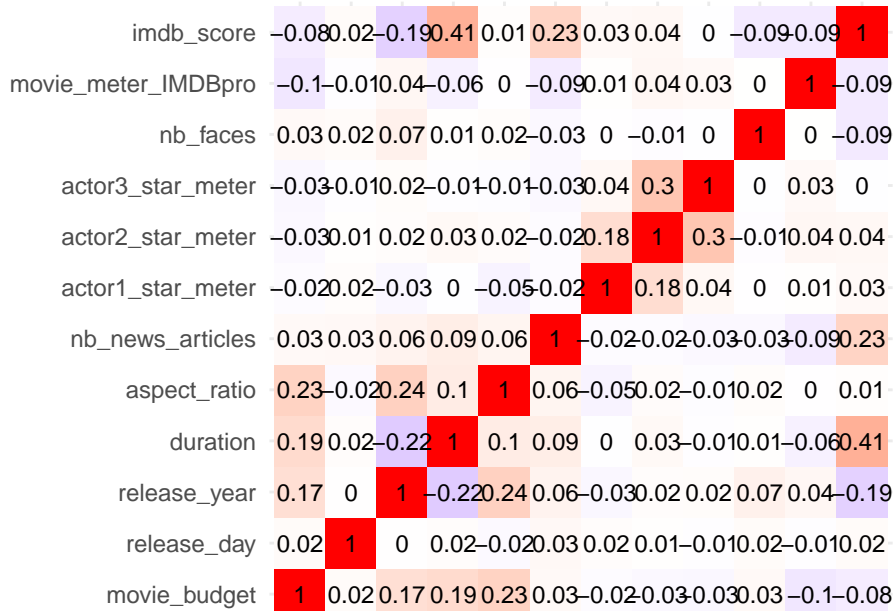 imdb_score −0.08 0.02 −0.19 0.41 0.01 0.23 0.03 0.04 0 −0.09 −0.09 1
movie_meter_IMDBpro −0.1 −0.01 0.04 −0.06 0 −0.09 0.01 0.04 0.03 0 1 −0.09
nb_faces 0.03 0.02 0.07 0.01 0.02 −0.03 0 −0.01 0 1 0 −0.09
actor3_star_meter −0.03 −0.01 0.02 −0.01 −0.01 −0.03 0.04 0.3 1 0 0.03 0
actor2_star_meter −0.03 0.01 0.02 0.03 0.02 −0.02 0.18 1 0.3 −0.01 0.04 0.04
actor1_star_meter −0.02 0.02 −0.03 0 −0.05 −0.02 1 0.18 0.04 0 0.01 0.03
nb_news_articles 0.03 0.03 0.06 0.09 0.06 1 −0.02 −0.02 −0.03 −0.03 −0.09 0.23
aspect_ratio 0.23 −0.02 0.24 0.1 1 0.06 −0.05 0.02 −0.01 0.02 0 0.01
duration 0.19 0.02 −0.22 1 0.1 0.09 0 0.03 −0.01 0.01 −0.06 0.41
release_year 0.17 0 1 −0.22 0.24 0.06 −0.03 0.02 0.02 0.07 0.04 −0.19
release_day 0.02 1 0 0.02 −0.02 0.03 0.02 0.01 −0.01 0.02 −0.01 0.02
movie_budget 1 0.02 0.17 0.19 0.23 0.03 −0.02 −0.03 −0.03 0.03 −0.1 −0.08